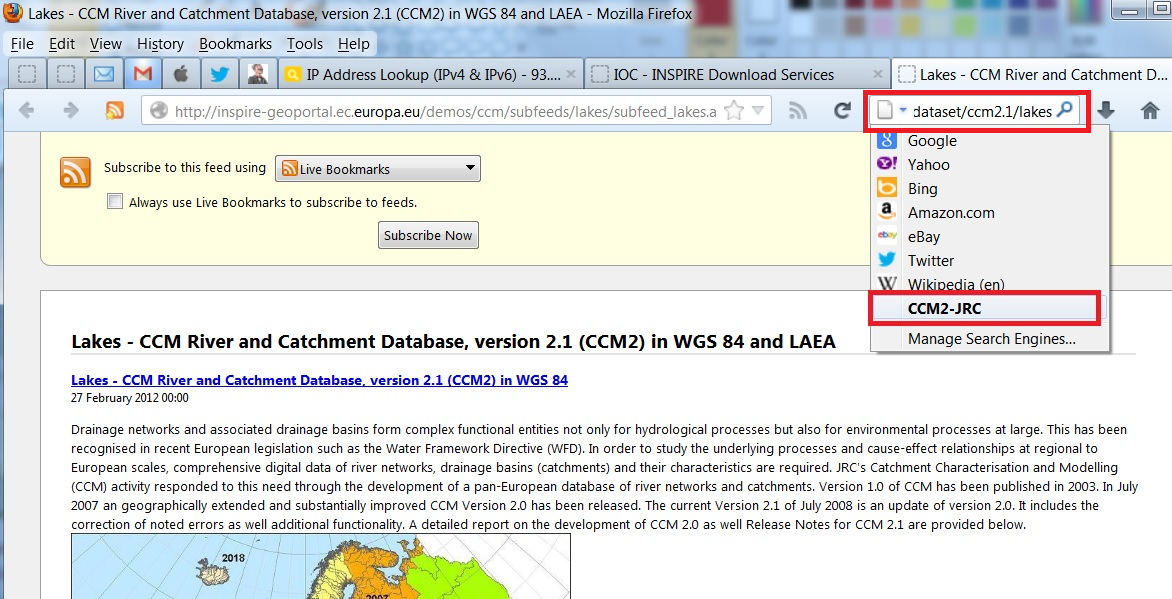 Lakes - CCM River and Catchment Database, version 2.1 (CCM2) in WGS 84 and LAEA - Mozilla Firefox
File Edit View History Bookmarks Tools Help
IP Address Lookup (IPv4 & IPv6) - 93.... × IOC - INSPIRE Download Services × Lakes - CCM River and Catchment D...
http://inspire-geoportal.ec.europa.eu/demos/ccm/subfeeds/lakes/subfeed_lakes.a dataset/ccm2.1/lakes
Google
Yahoo
Bing
Amazon.com
eBay
Twitter
Wikipedia (en)
CCM2-JRC
Manage Search Engines...
Subscribe to this feed using Live Bookmarks
Always use Live Bookmarks to subscribe to feeds.
Subscribe Now
Lakes - CCM River and Catchment Database, version 2.1 (CCM2) in WGS 84 and LAEA
Lakes - CCM River and Catchment Database, version 2.1 (CCM2) in WGS 84
27 February 2012 00:00
Drainage networks and associated drainage basins form complex functional entities not only for hydrological processes but also for environmental processes at large. This has been
recognised in recent European legislation such as the Water Framework Directive (WFD). In order to study the underlying processes and cause-effect relationships at regional to
European scales, comprehensive digital data of river networks, drainage basins (catchments) and their characteristics are required. JRC's Catchment Characterisation and Modelling
(CCM) activity responded to this need through the development of a pan-European database of river networks and catchments. Version 1.0 of CCM has been published in 2003. In July
2007 an geographically extended and substantially improved CCM Version 2.0 has been released. The current Version 2.1 of July 2008 is an update of version 2.0. It includes the
correction of noted errors as well additional functionality. A detailed report on the development of CCM 2.0 as well Release Notes for CCM 2.1 are provided below.
2018
2007